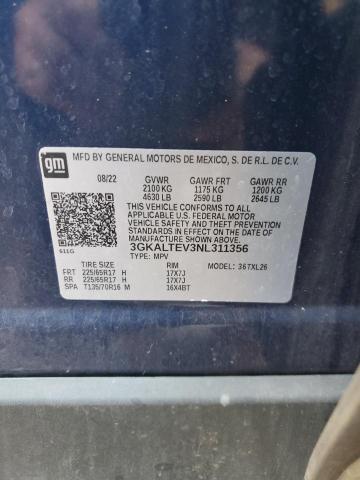 gm
MFD BY GENERAL MOTORS DE MEXICO, S. DE R.L. DE C.V.
08/22 GVWR GAWR FRT GAWR RR
2100 KG 1175 KG 1200 KG
4630 LB 2590 LB 2645 LB
THIS VEHICLE CONFORMS TO ALL
APPLICABLE U.S. FEDERAL MOTOR
VEHICLE SAFETY AND THEFT
PREVENTION STANDARDS IN EFFECT
ON THE DATE OF MANUFACTURE
SHOWN ABOVE.
3GKALTEV3NL311356
611G TYPE: MPV
TIRE SIZE RIM MODEL: 36TXL26
FRT 225/65R17 H 17X7J
RR 225/65R17 H 17X7J
SPA T135/70R16 M 16X4BT